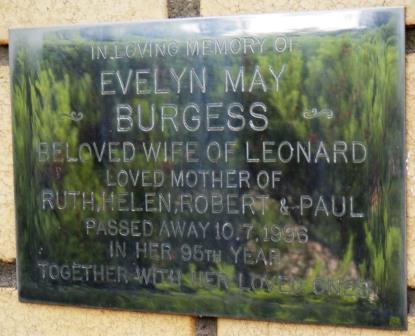 IN LOVING MEMORY OF
EVELYN MAY
BURGESS
BELOVED WIFE OF LEONARD
LOVED MOTHER OF
RUTH, HELEN, ROBERT & PAUL
PASSED AWAY 10.7.1996
IN HER 95TH YEAR
TOGETHER WITH HER LOVED ONES